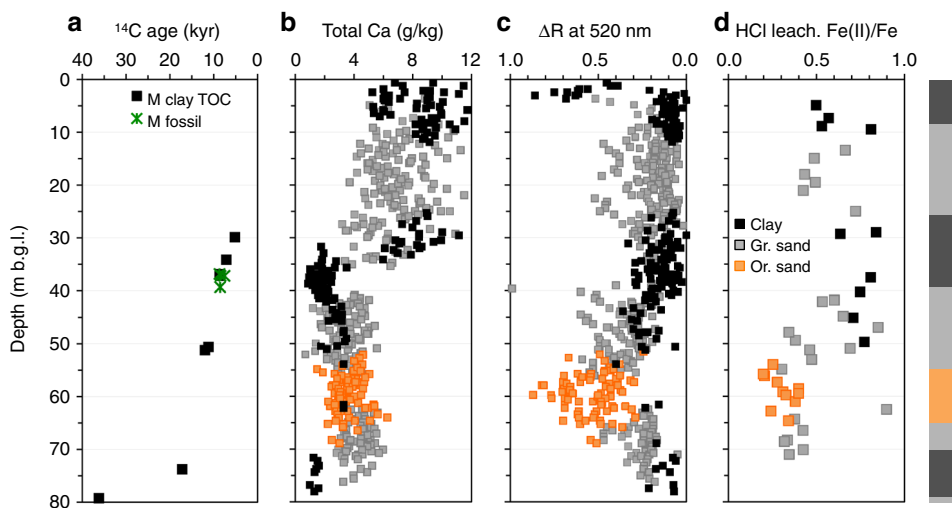 a ¹⁴C age (kyr)
40 30 20 10 0
b Total Ca (g/kg)
0 4 8 12
c ΔR at 520 nm
1.0 0.5 0.0
d HCl leach. Fe(II)/Fe
0.0 0.5 1.0
Depth (m b.g.l.)
0
10
20
30
40
50
60
70
80
M clay TOC
M fossil
Clay
Gr. sand
Or. sand